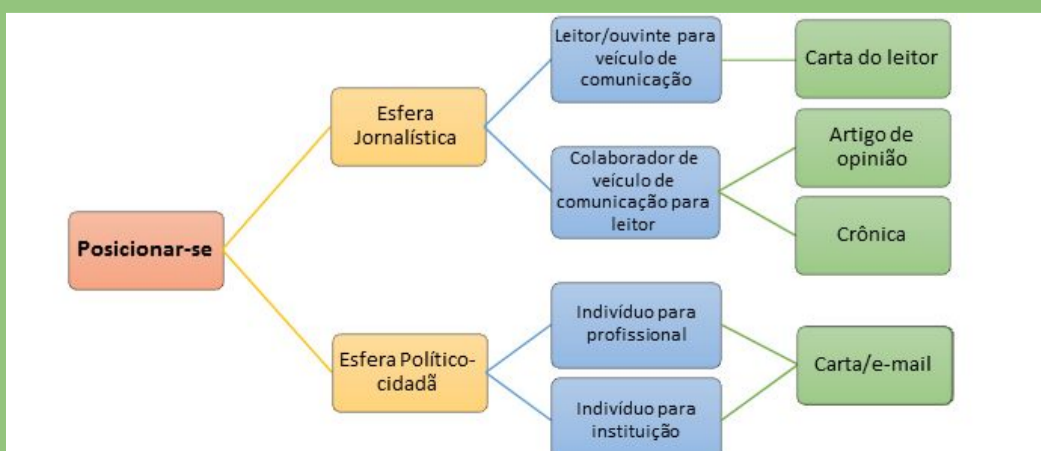 Posicionar-se
Esfera
Jornalística
Leitor/ouvinte para
veículo de
comunicação
Carta do leitor
Colaborador de
veículo de
comunicação para
leitor
Artigo de
opinião
Crônica
Esfera Político-
cidadã
Indivíduo para
profissional
Indivíduo para
instituição
Carta/e-mail